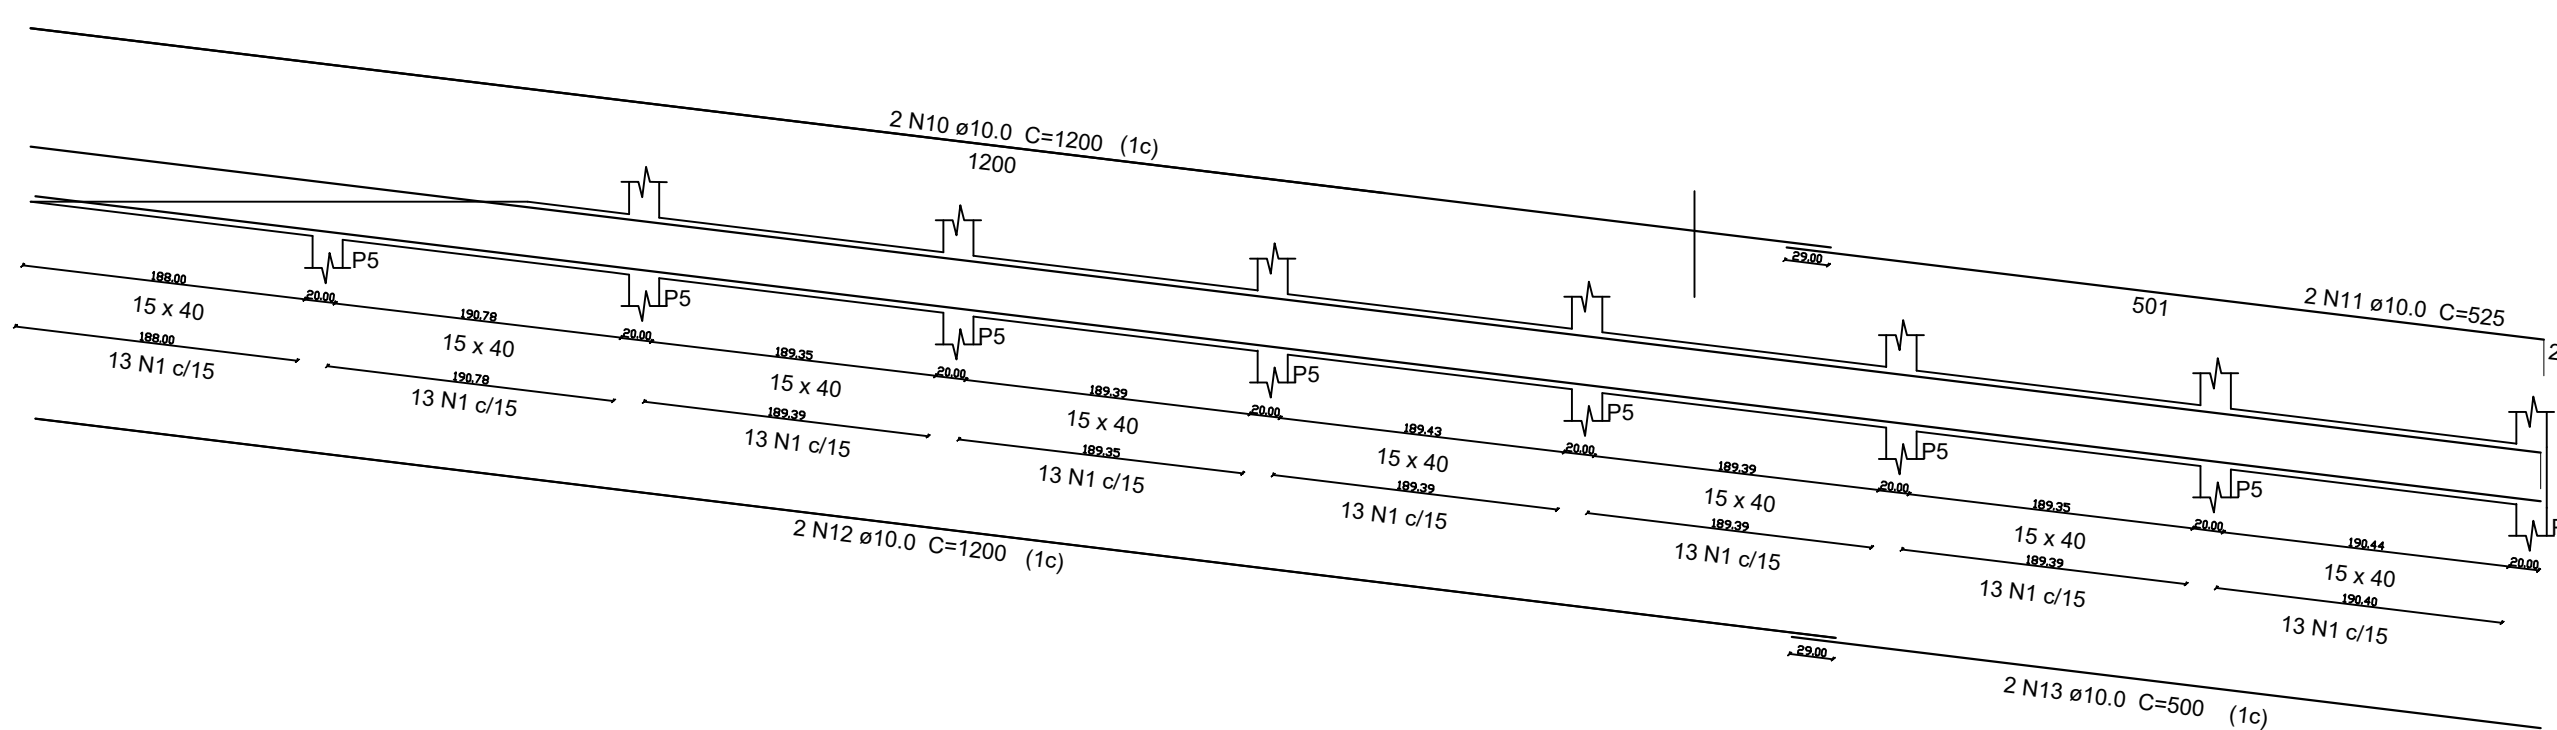 2 N10 ø10.0 C=1200 (1c)
1200
29.00
2 N11 ø10.0 C=525
501
2
P5
P5
P5
P5
P5
P5
P5
188.00
20.00
190.78
20.00
189.35
20.00
189.39
20.00
189.43
20.00
189.39
20.00
189.35
20.00
190.44
20.00
15 x 40
15 x 40
15 x 40
15 x 40
15 x 40
15 x 40
15 x 40
15 x 40
188.00
190.78
189.39
189.35
189.39
189.39
189.39
190.40
13 N1 c/15
13 N1 c/15
13 N1 c/15
13 N1 c/15
13 N1 c/15
13 N1 c/15
13 N1 c/15
13 N1 c/15
2 N12 ø10.0 C=1200 (1c)
29.00
2 N13 ø10.0 C=500 (1c)